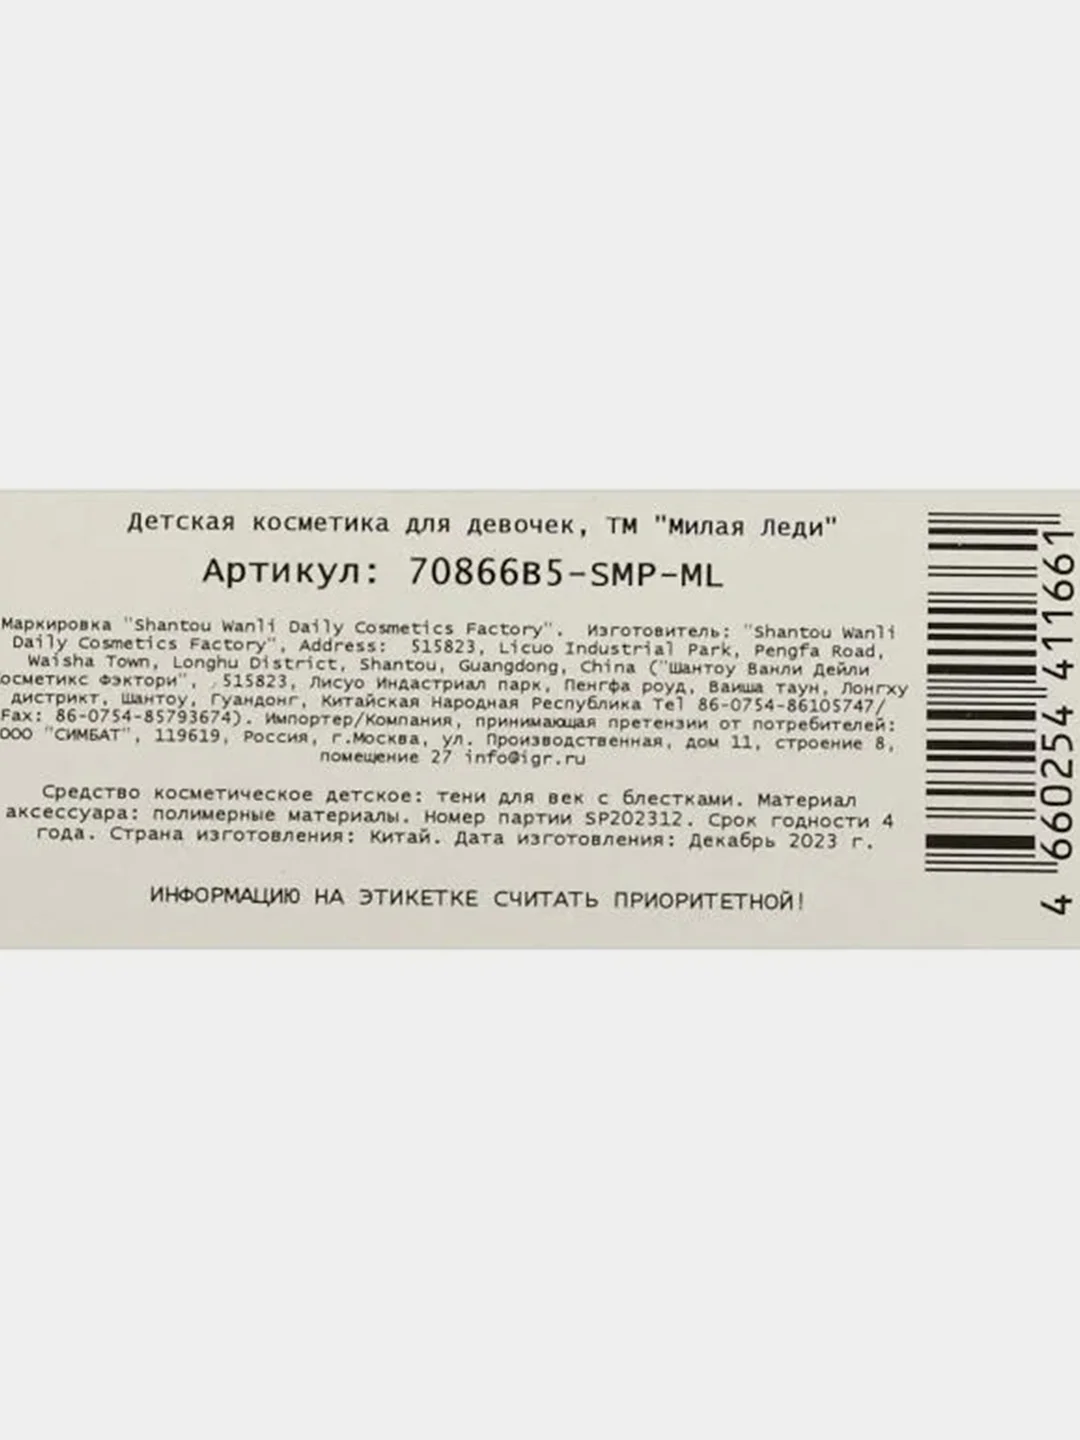 Детская косметика для девочек, ТМ "Милая Леди"
Артикул: 70866B5-SMP-ML
Маркировка "Shantou Wanli Daily Cosmetics Factory". Изготовитель: "Shantou Wanli
Daily Cosmetics Factory", Address: 515823, Licuo Industrial Park, Pengfa Road,
Waisha Town, Longhu District, Shantou, Guangdong, China ("Шантоу Ванли Дейли
осметикс Фэктори", 515823, Лисуо Индастриал парк, Пенгфа роуд, Ваиша таун, Лонгху
дистрикт, Шантоу, Гуандонг, Китайская Народная Республика Tel 86-0754-86105747/
Fax: 86-0754-85793674). Импортер/Компания, принимающая претензии от потребителей:
ООО "СИМБАТ", 119619, Россия, г.Москва, ул. Производственная, дом 11, строение 8,
помещение 27 info@igr.ru
Средство косметическое детское: тени для век с блестками. Материал
аксессуара: полимерные материалы. Номер партии SP202312. Срок годности 4
года. Страна изготовления: Китай. Дата изготовления: Декабрь 2023 г.
ИНФОРМАЦИЮ НА ЭТИКЕТКЕ СЧИТАТЬ ПРИОРИТЕТНОЙ!
4 660254 411661